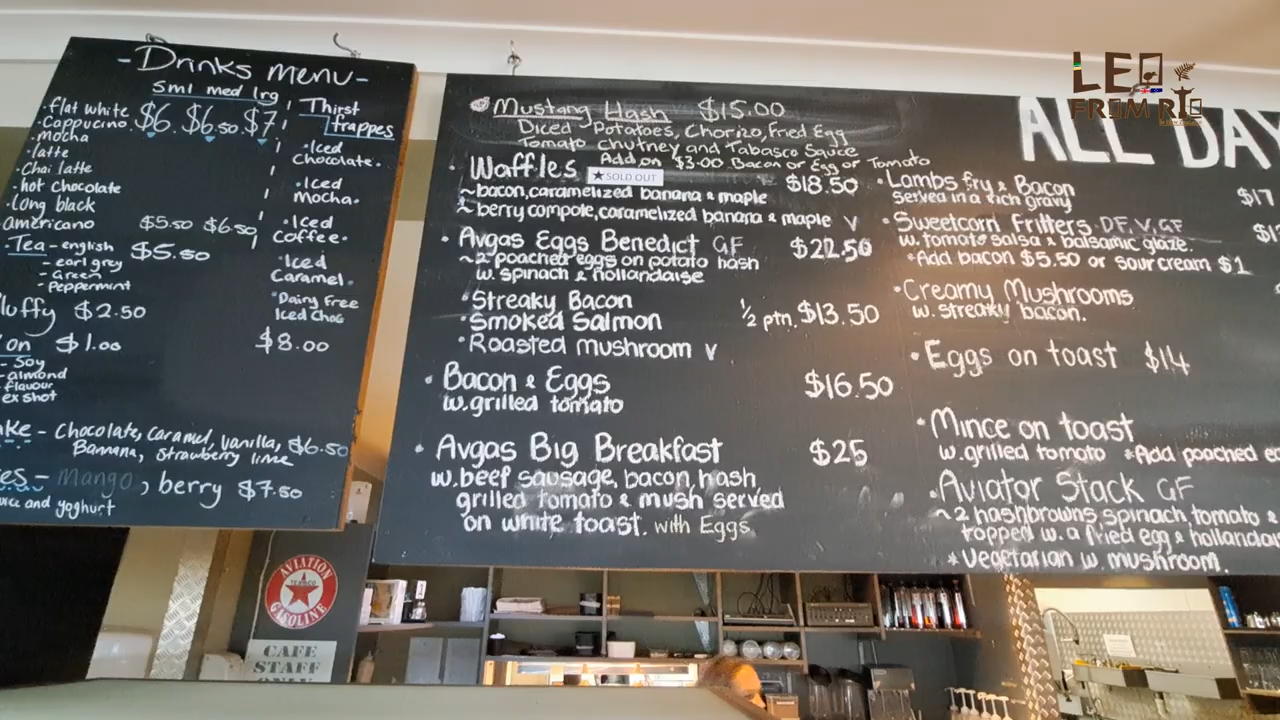 -Drinks menu-
sml med lrg
• flat white
• Cappucino
• mocha
• latte
• Chai latte
• hot chocolate
• Long black
$6. $6.50 $7
americano $5.50 $6.50
Tea - english $5.50
- earl grey
- Green
- Peppermint
luffy $2.50
on $1.00
- Soy
- almond
- flavour
ex shot
ake - Chocolate, Caramel, Vanilla, $6.50
Banana, strawberry lime
es - Mango, berry $7.50
uice and yoghurt
Thirst
frappes
• Iced
Chocolate.
• Iced
Mocha.
• Iced
Coffee.
• Iced
Caramel.
• Dairy Free
Iced Choc
$8.00
Mustang Hash $15.00
Diced Potatoes, Chorizo, Fried Egg
Tomato Chutney and Tabasco Sauce
Add on $3.00 Bacon or Egg or Tomato
• Waffles ★SOLD OUT $18.50
~ bacon, caramelized banana & maple
~ berry compote, caramelized banana & maple V
• Avgas Eggs Benedict GF $22.50
~ 2 poached eggs on potato hash
w. spinach & hollandaise
• Streaky Bacon
• Smoked Salmon ½ ptn. $13.50
• Roasted mushroom V
• Bacon & Eggs $16.50
w. grilled tomato
• Avgas Big Breakfast $25
w. beef sausage, bacon, hash,
grilled tomato & mush served
on white toast. with Eggs.
ALL DAY
• Lambs fry & Bacon $17
Served in a rich gravy
• Sweetcorn Fritters DF, V, GF
w. tomato salsa & balsamic glaze.
*Add bacon $5.50 or sour cream $1
• Creamy Mushrooms
w. streaky bacon.
• Eggs on toast $14
• Mince on toast
w. grilled tomato *Add poached
• Aviator Stack GF
~ 2 hashbrowns, spinach, tomato &
topped w. a fried egg & hollandais
* Vegetarian w. mushroom.
LEO
FROM RIO
AVIATION
TEXACO
GASOLINE
CAFE
STAFF
ONLY